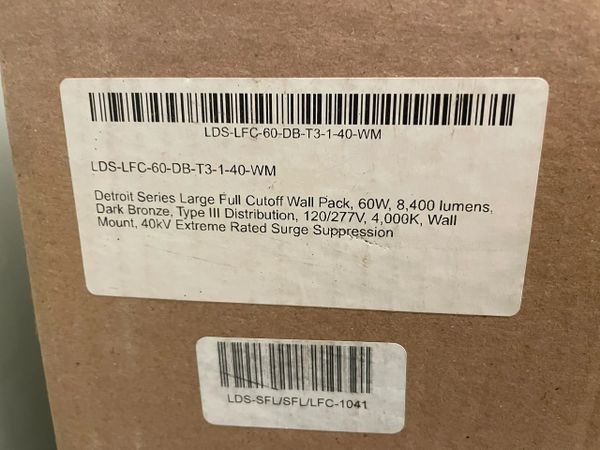 LDS-LFC-60-DB-T3-1-40-WM
LDS-LFC-60-DB-T3-1-40-WM
Detroit Series Large Full Cutoff Wall Pack, 60W, 8,400 lumens,
Dark Bronze, Type III Distribution, 120/277V, 4,000K, Wall
Mount, 40kV Extreme Rated Surge Suppression
LDS-SFL/SFL/LFC-1041